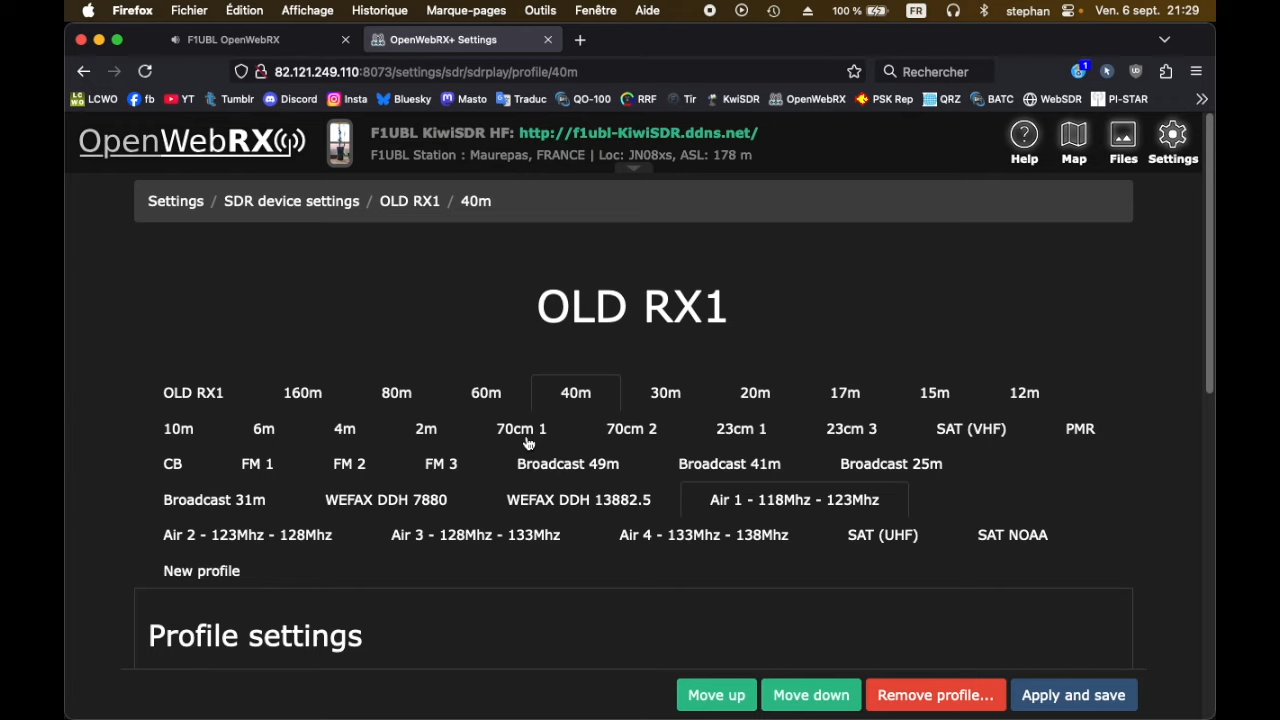 Firefox Fichier Édition Affichage Historique Marque-pages Outils Fenêtre Aide 100 % FR stephan Ven. 6 sept. 21:29
F1UBL OpenWebRX OpenWebRX+ Settings
82.121.249.110:8073/settings/sdr/sdrplay/profile/40m Rechercher 1
LCWO fb YT Tumblr Discord Insta Bluesky Masto Traduc QO-100 RRF Tir KwiSDR OpenWebRX PSK Rep QRZ BATC WebSDR PI-STAR
OpenWebRX F1UBL KiwiSDR HF: http://f1ubl-KiwiSDR.ddns.net/
F1UBL Station : Maurepas, FRANCE | Loc: JN08xs, ASL: 178 m
Help Map Files Settings
Settings / SDR device settings / OLD RX1 / 40m
OLD RX1
OLD RX1 160m 80m 60m 40m 30m 20m 17m 15m 12m
10m 6m 4m 2m 70cm 1 70cm 2 23cm 1 23cm 3 SAT (VHF) PMR
CB FM 1 FM 2 FM 3 Broadcast 49m Broadcast 41m Broadcast 25m
Broadcast 31m WEFAX DDH 7880 WEFAX DDH 13882.5 Air 1 - 118Mhz - 123Mhz
Air 2 - 123Mhz - 128Mhz Air 3 - 128Mhz - 133Mhz Air 4 - 133Mhz - 138Mhz SAT (UHF) SAT NOAA
New profile
Profile settings
Move up Move down Remove profile... Apply and save